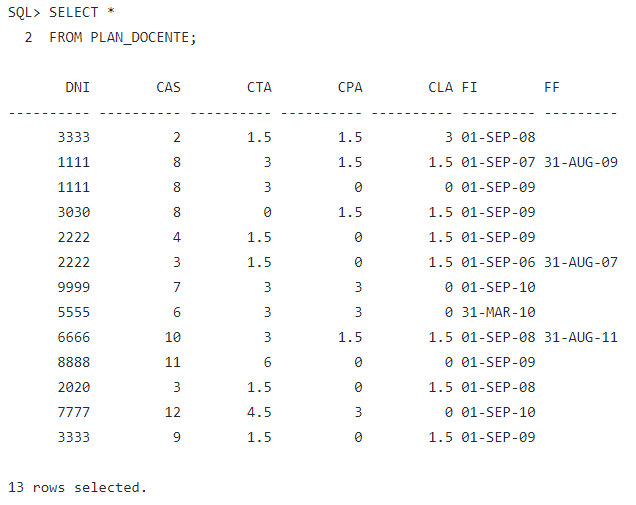 SQL> SELECT *
  2  FROM PLAN_DOCENTE;
       DNI        CAS        CTA        CPA        CLA FI        FF
---------- ---------- ---------- ---------- ---------- --------- ---------
      3333          2        1.5        1.5          3 01-SEP-08
      1111          8          3        1.5        1.5 01-SEP-07 31-AUG-09
      1111          8          3          0          0 01-SEP-09
      3030          8          0        1.5        1.5 01-SEP-09
      2222          4        1.5          0        1.5 01-SEP-09
      2222          3        1.5          0        1.5 01-SEP-06 31-AUG-07
      9999          7          3          3          0 01-SEP-10
      5555          6          3          3          0 31-MAR-10
      6666         10          3        1.5        1.5 01-SEP-08 31-AUG-11
      8888         11          6          0          0 01-SEP-09
      2020          3        1.5          0        1.5 01-SEP-08
      7777         12        4.5          3          0 01-SEP-10
      3333          9        1.5          0        1.5 01-SEP-09
13 rows selected.